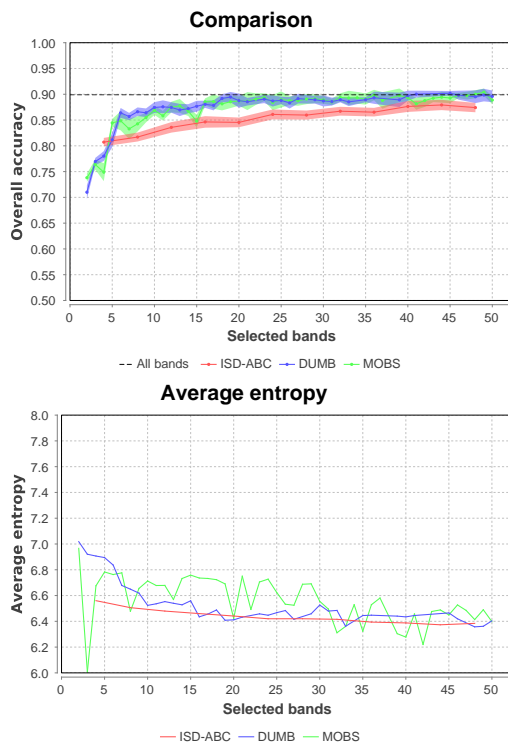 Comparison
Overall accuracy
1.00
0.95
0.90
0.85
0.80
0.75
0.70
0.65
0.60
0.55
0.50
0 5 10 15 20 25 30 35 40 45 50
Selected bands
All bands ISD-ABC DUMB MOBS
Average entropy
Average entropy
8.0
7.8
7.6
7.4
7.2
7.0
6.8
6.6
6.4
6.2
6.0
0 5 10 15 20 25 30 35 40 45 50
Selected bands
ISD-ABC DUMB MOBS